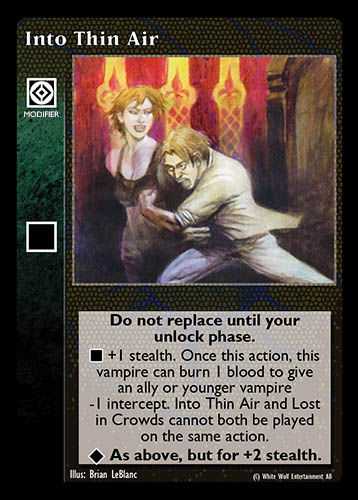 Into Thin Air
MODIFIER
Do not replace until your
unlock phase.
+1 stealth. Once this action, this
vampire can burn 1 blood to give
an ally or younger vampire
-1 intercept. Into Thin Air and Lost
in Crowds cannot both be played
on the same action.
As above, but for +2 stealth.
Illus: Brian LeBlanc
(C) White Wolf Entertainment AB